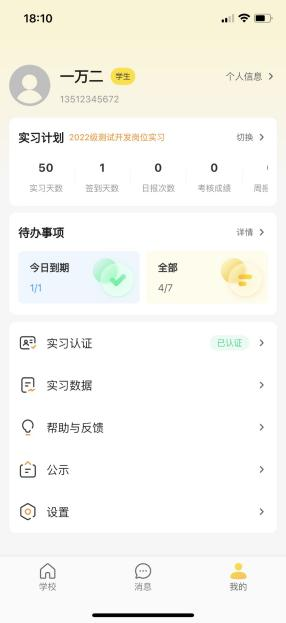 18:10
一万二 学生
个人信息
13512345672
实习计划 2022级测试开发岗位实习 切换
50 1 0 0
实习天数 签到天数 日报次数 考核成绩
待办事项 详情
今日到期 全部
1/1 4/7
实习认证 已认证
实习数据
帮助与反馈
公示
设置
学校 消息 我的